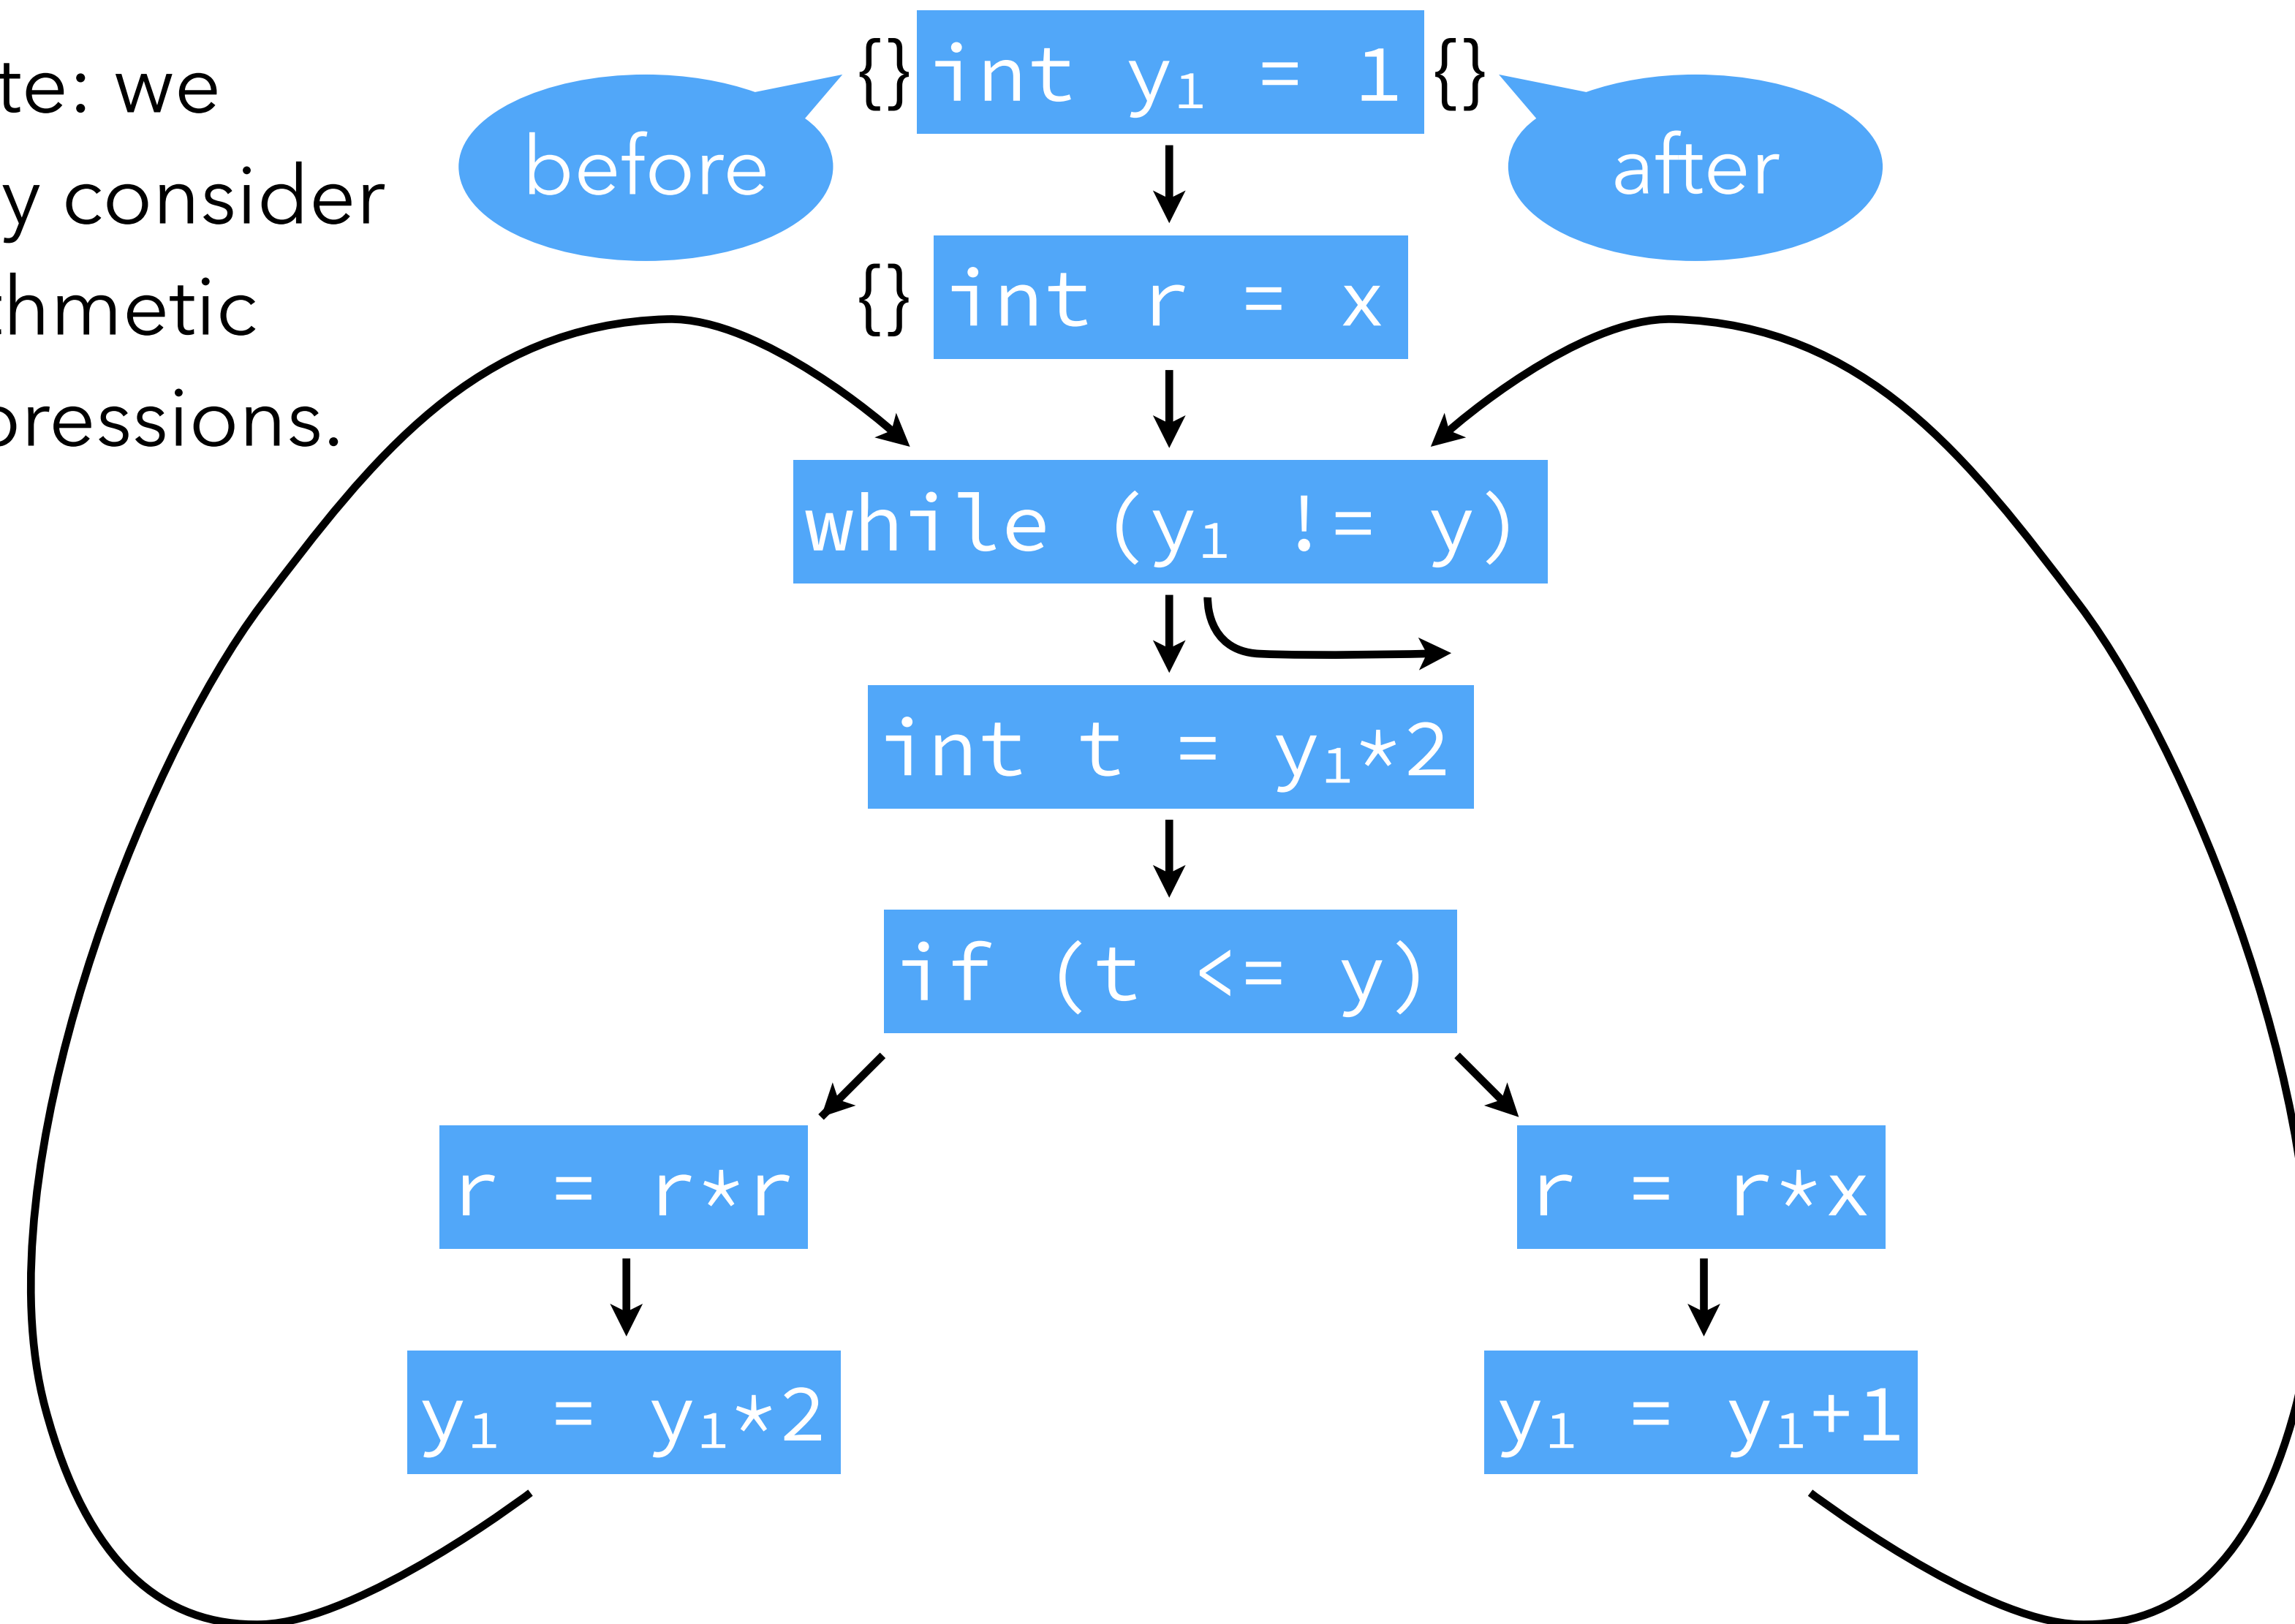 te: we
y consider
hmetic
ressions.
before
{} int y₁ = 1 {}
after
{} int r = x
while (y₁ != y)
int t = y₁*2
if (t <= y)
r = r*r
r = r*x
y₁ = y₁*2
y₁ = y₁+1